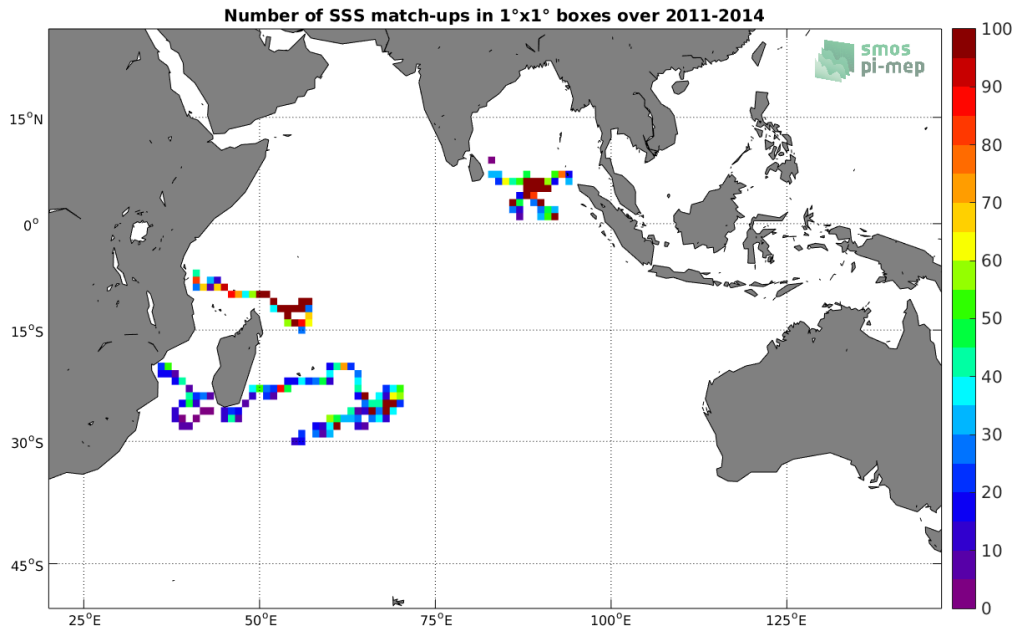 Number of SSS match-ups in 1°x1° boxes over 2011-2014
smos
pi-mep
100
90
80
70
60
50
40
30
20
10
0
15°N
0°
15°S
30°S
45°S
25°E
50°E
75°E
100°E
125°E